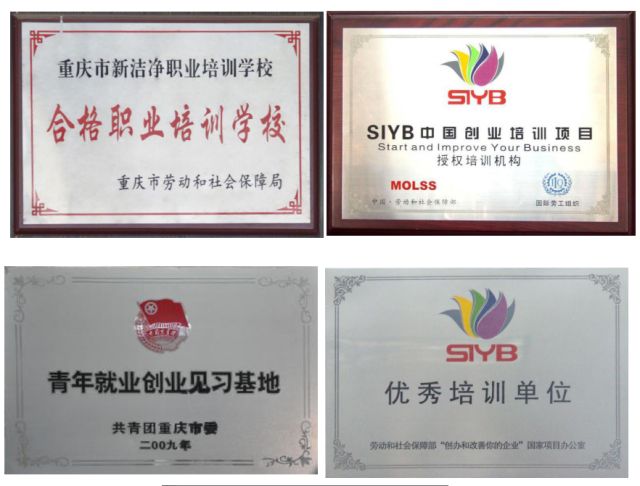 重庆市新洁净职业培训学校
合格职业培训学校
重庆市劳动和社会保障局
SIYB
SIYB中国创业培训项目
Start and Improve Your Business
授权培训机构
MOLSS
中国·劳动和社会保障部
国际劳工组织
青年就业创业见习基地
共青团重庆市委
二〇〇九年
SIYB
优秀培训单位
劳动和社会保障部“创办和改善你的企业”国家项目办公室